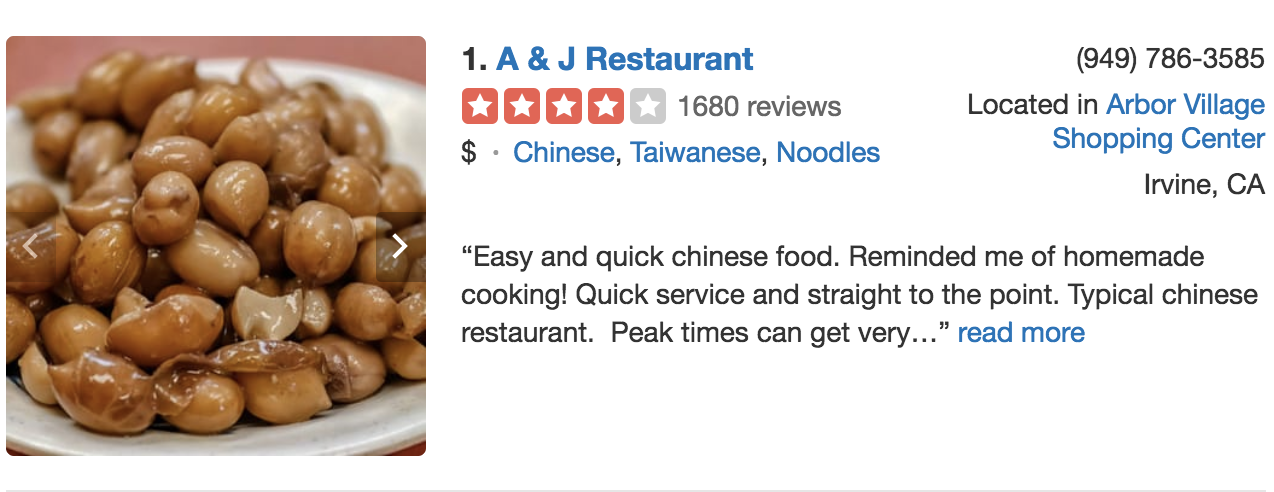 1. A & J Restaurant
1680 reviews
$ · Chinese, Taiwanese, Noodles
(949) 786-3585
Located in Arbor Village
Shopping Center
Irvine, CA
“Easy and quick chinese food. Reminded me of homemade
cooking! Quick service and straight to the point. Typical chinese
restaurant.  Peak times can get very…” read more